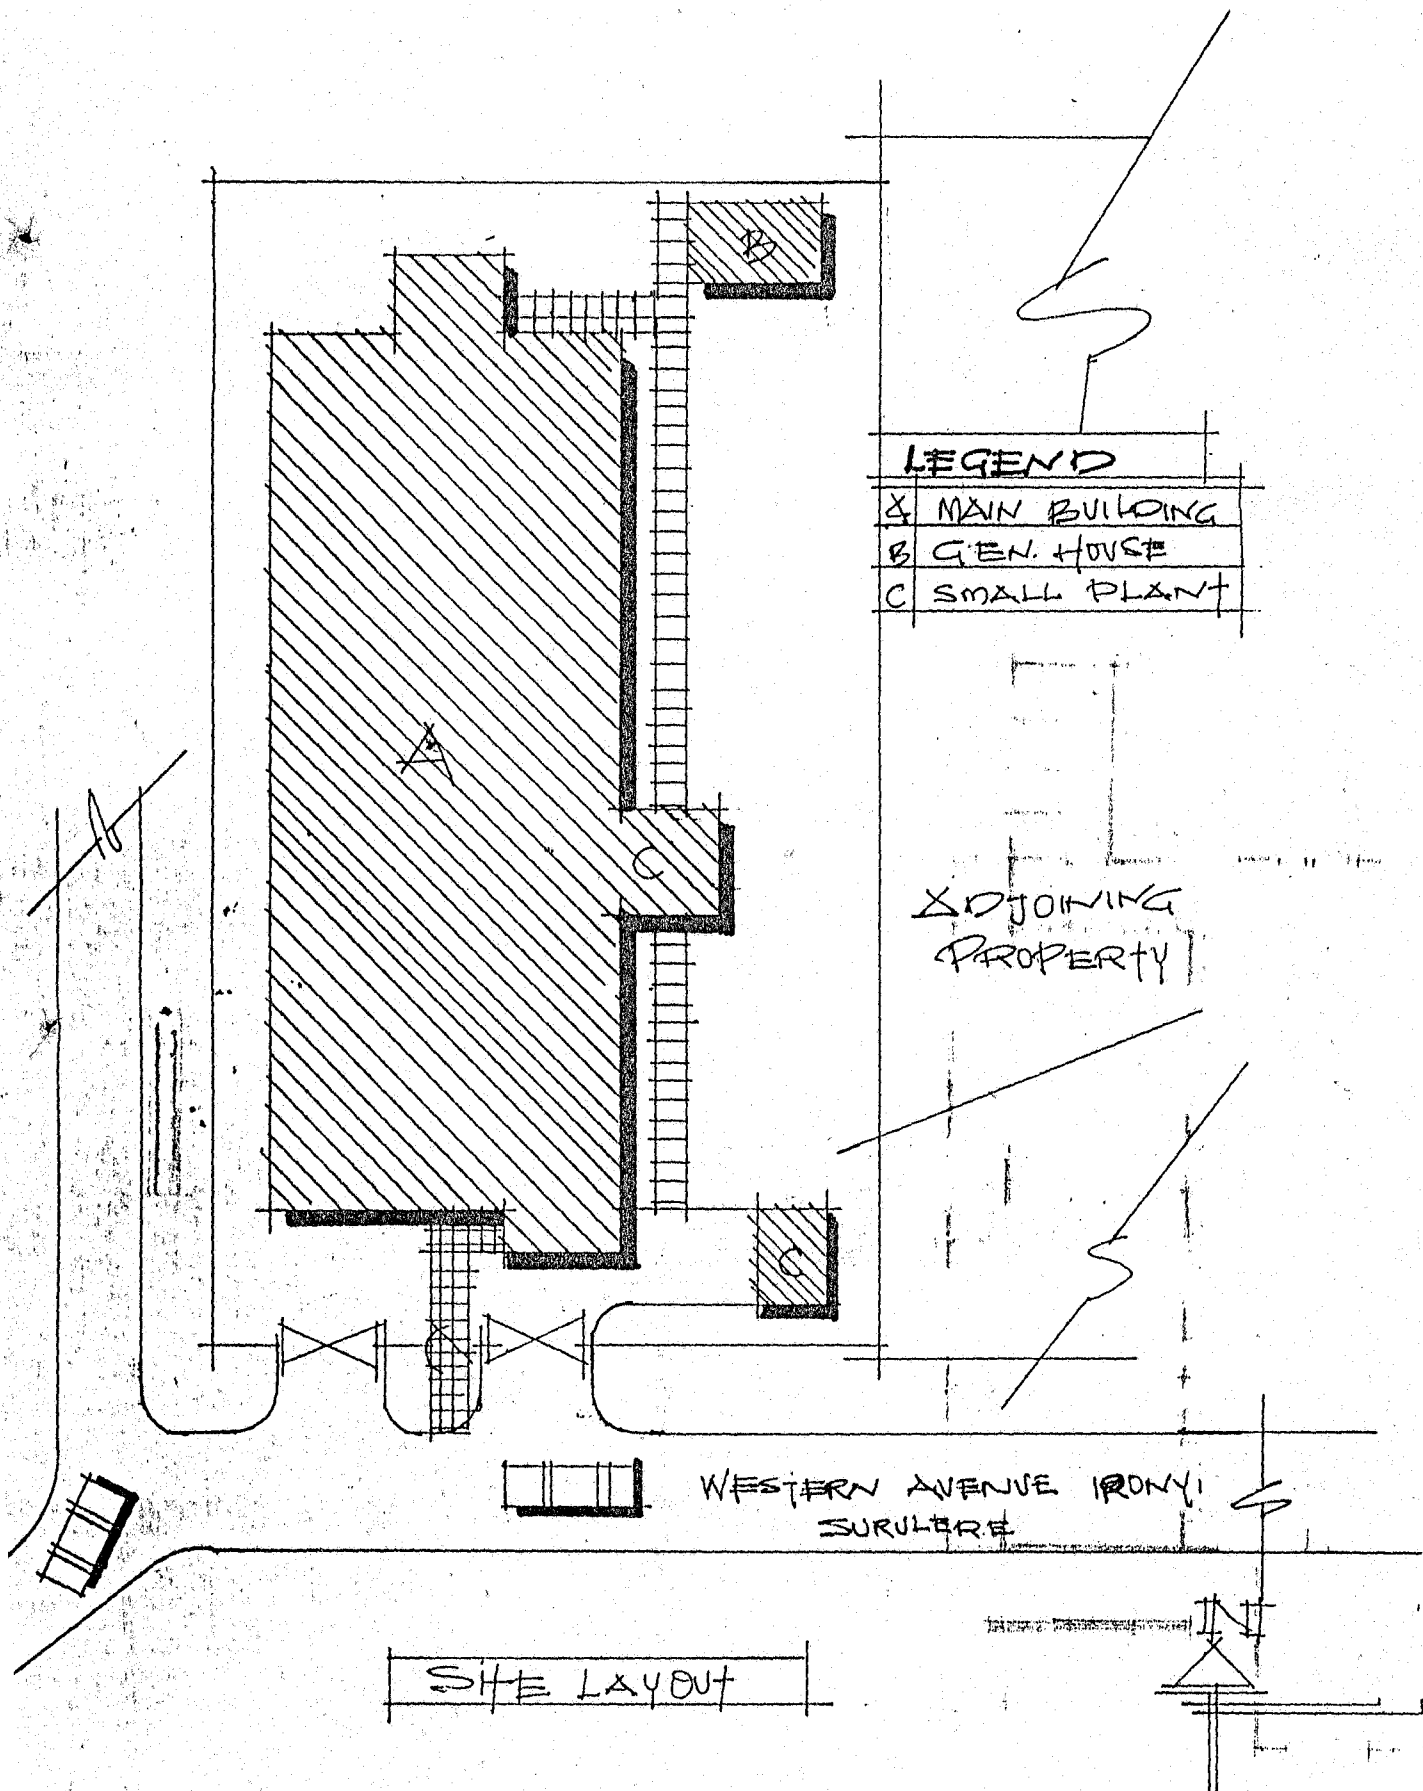 B
LEGEND
A MAIN BUILDING
B GEN. HOUSE
C SMALL PLANT
A
C
ADJOINING
PROPERTY
C
WESTERN AVENUE IRONYI
SURULERE
N
SITE LAYOUT